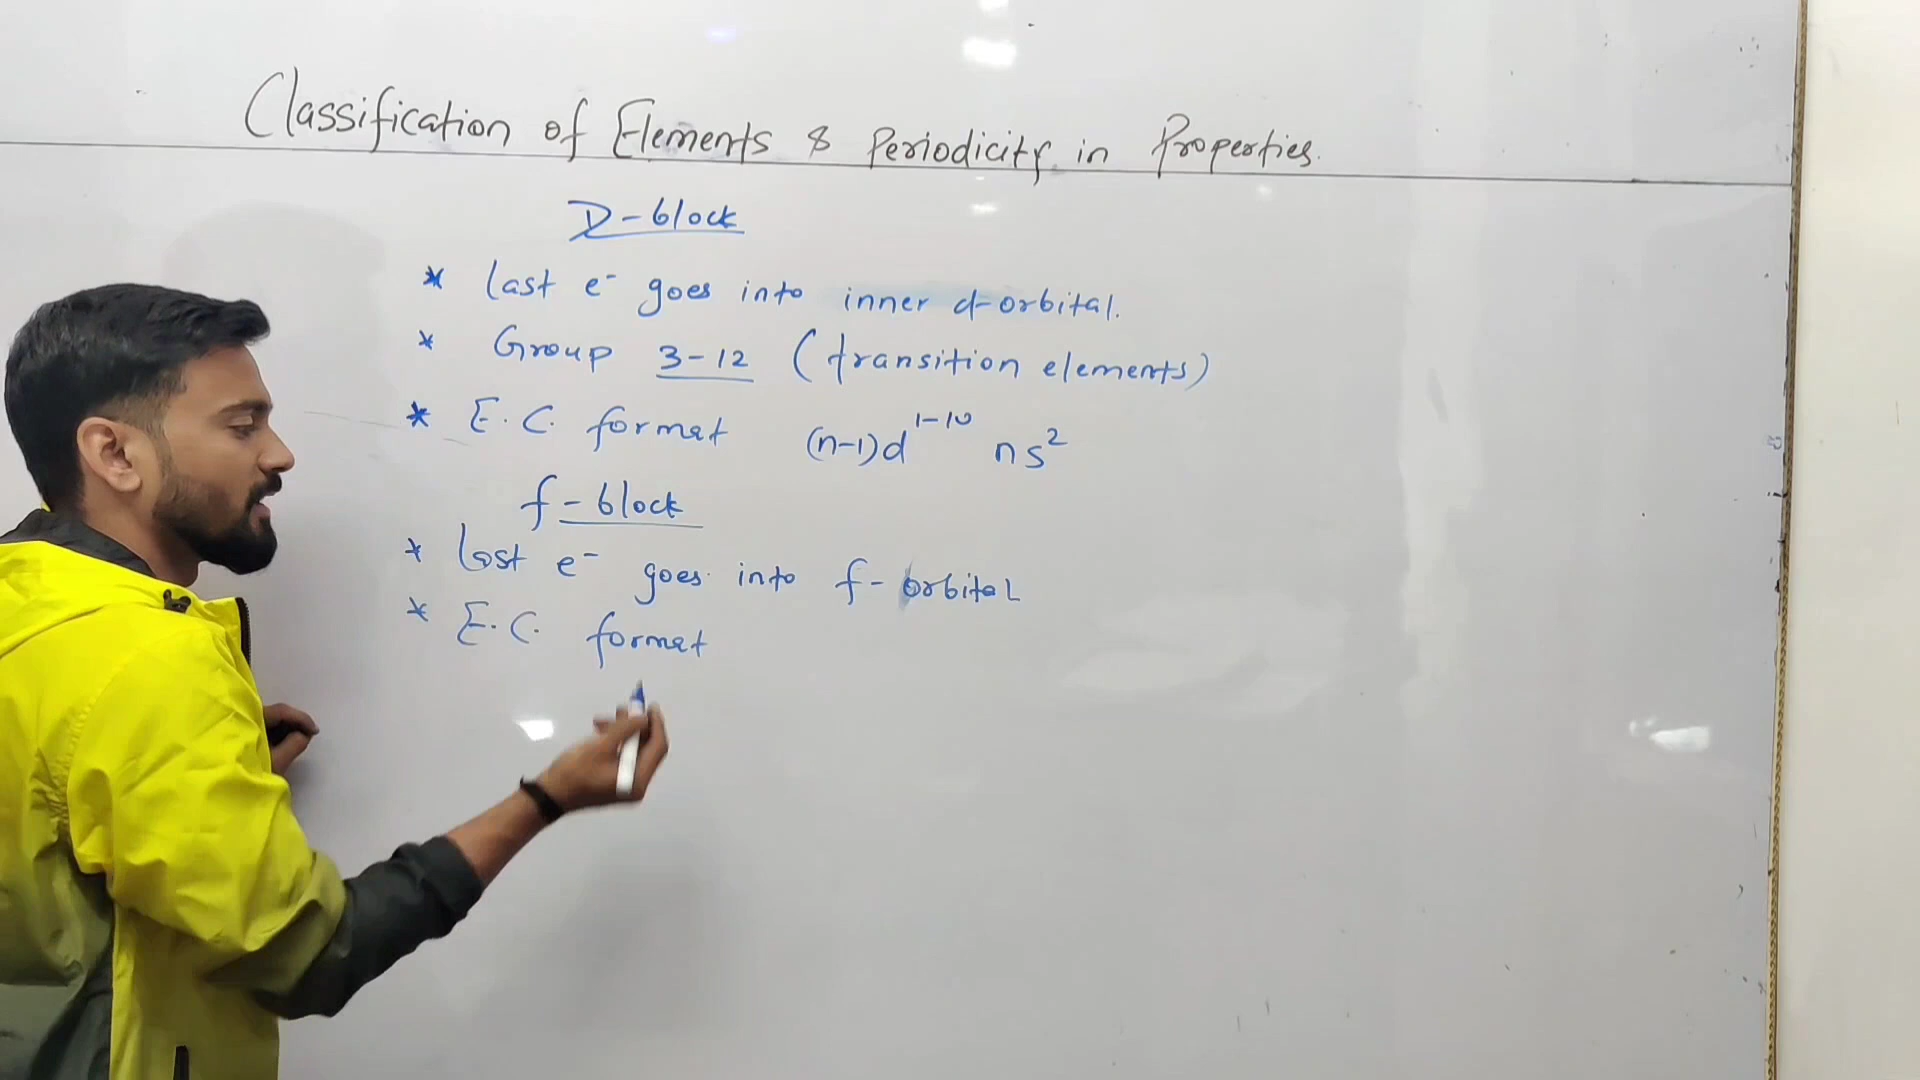 Classification of Elements & Periodicity in Properties.
D-block
* Last e⁻ goes into inner d-orbital.
* Group 3-12 (transition elements)
* E.C. format (n-1)d¹⁻¹⁰ ns²
f-block
* Last e⁻ goes into f-orbital
* E.C. format